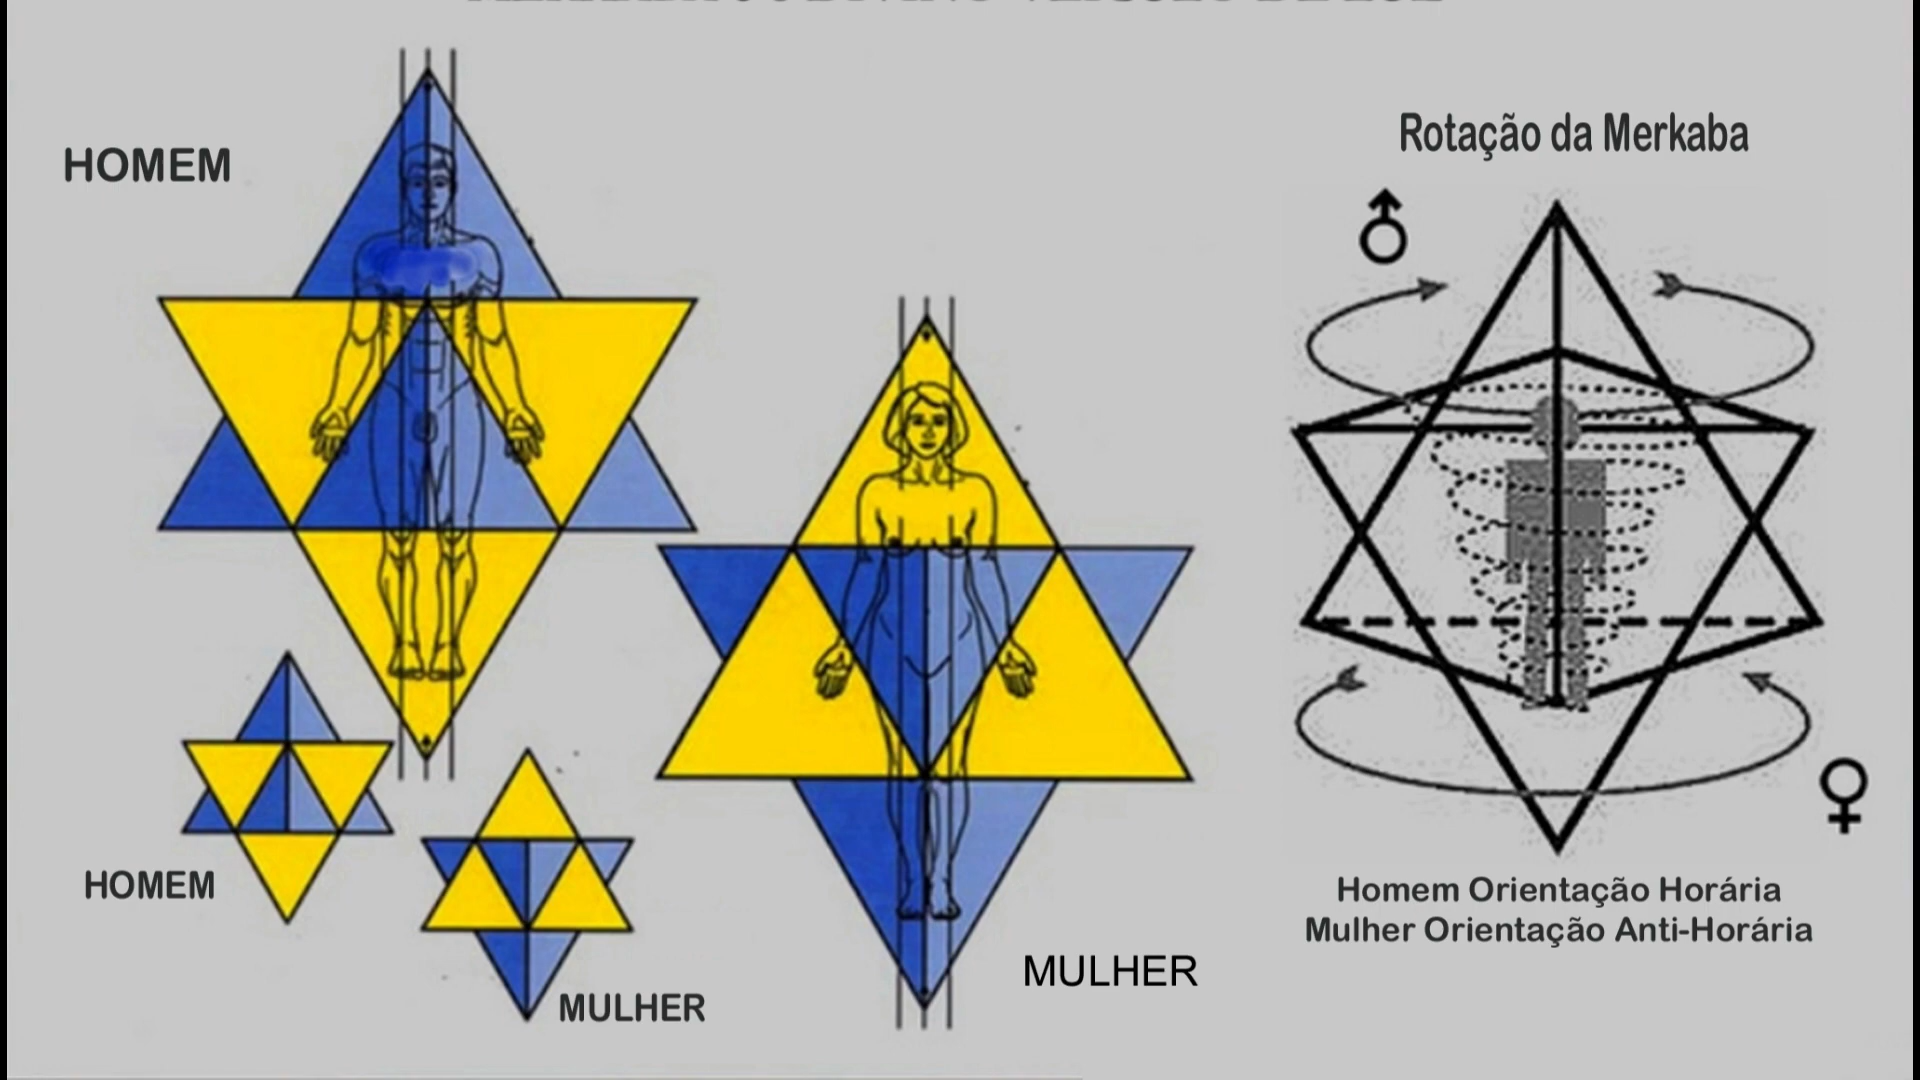 HOMEM
Rotação da Merkaba
HOMEM
MULHER
MULHER
Homem Orientação Horária
Mulher Orientação Anti-Horária